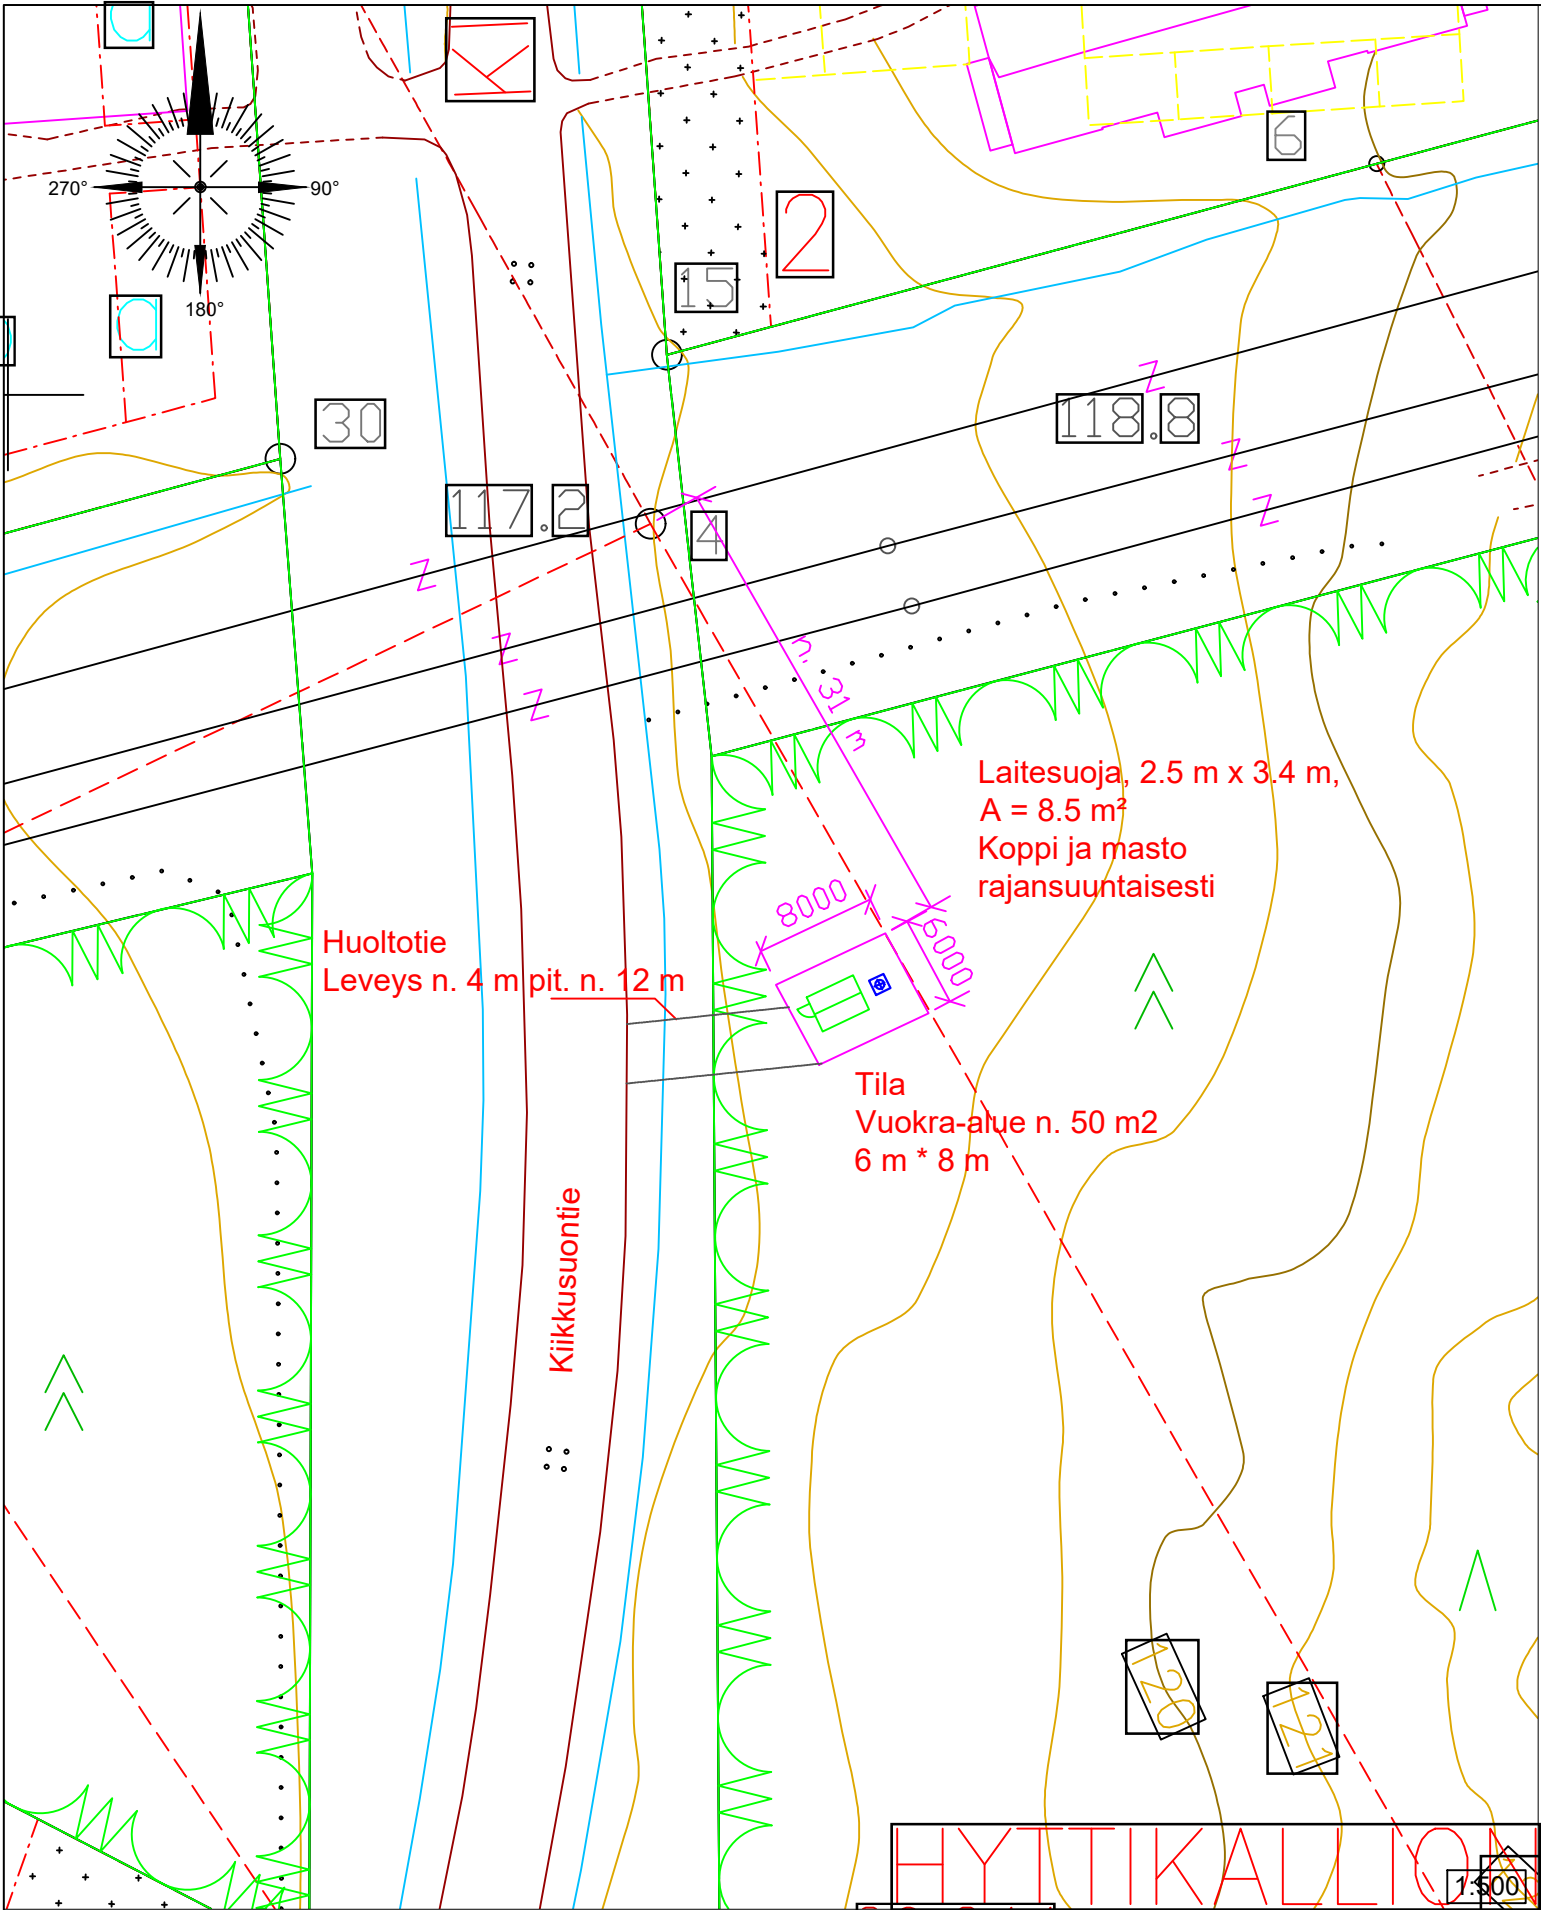 K
270°
90°
180°
6
2
15
30
118.8
117.2
4
Z
Z
Z
Z
Z
Z
n. 31 m
Laitesuoja, 2.5 m x 3.4 m,
A = 8.5 m²
Koppi ja masto
rajansuuntaisesti
8000
6000
Huoltotie
Leveys n. 4 m pit. n. 12 m
Tila
Vuokra-alue n. 50 m2
6 m * 8 m
Kiikkusuontie
120
121
HYTTIKALLION
1:500